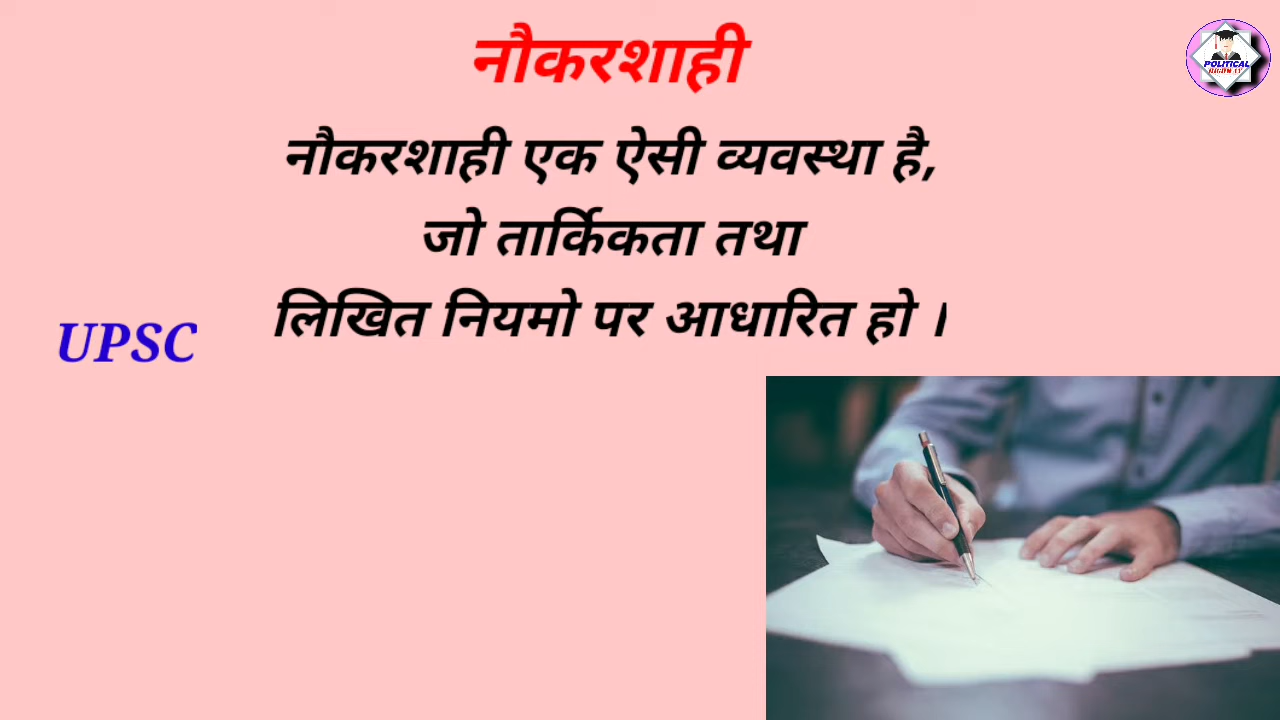 नौकरशाही
नौकरशाही एक ऐसी व्यवस्था है,
जो तार्किकता तथा
लिखित नियमो पर आधारित हो ।
UPSC
POLITICAL